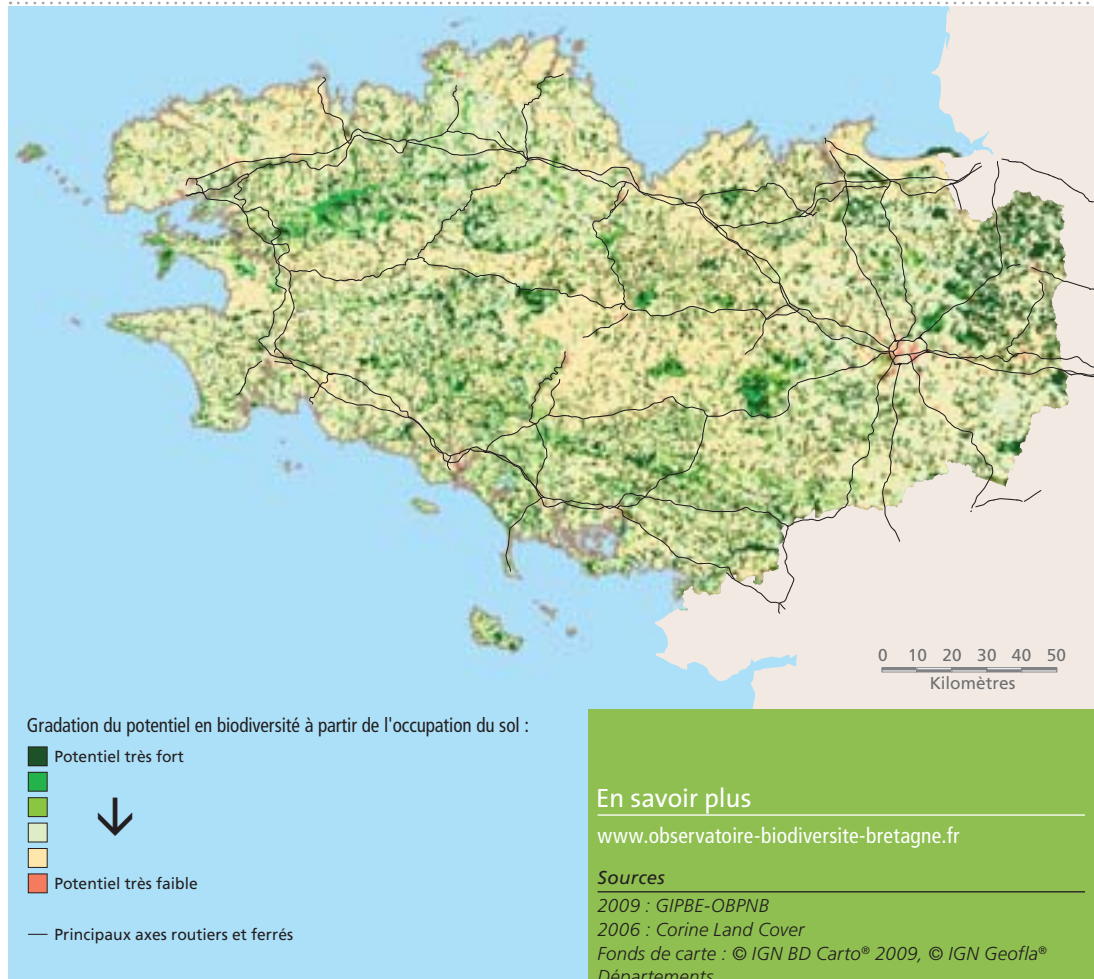 0 10 20 30 40 50
Kilomètres
Gradation du potentiel en biodiversité à partir de l'occupation du sol :
Potentiel très fort
Potentiel très faible
Principaux axes routiers et ferrés
En savoir plus
www.observatoire-biodiversite-bretagne.fr
Sources
2009 : GIPBE-OBPNB
2006 : Corine Land Cover
Fonds de carte : © IGN BD Carto® 2009, © IGN Geofla®
Départements